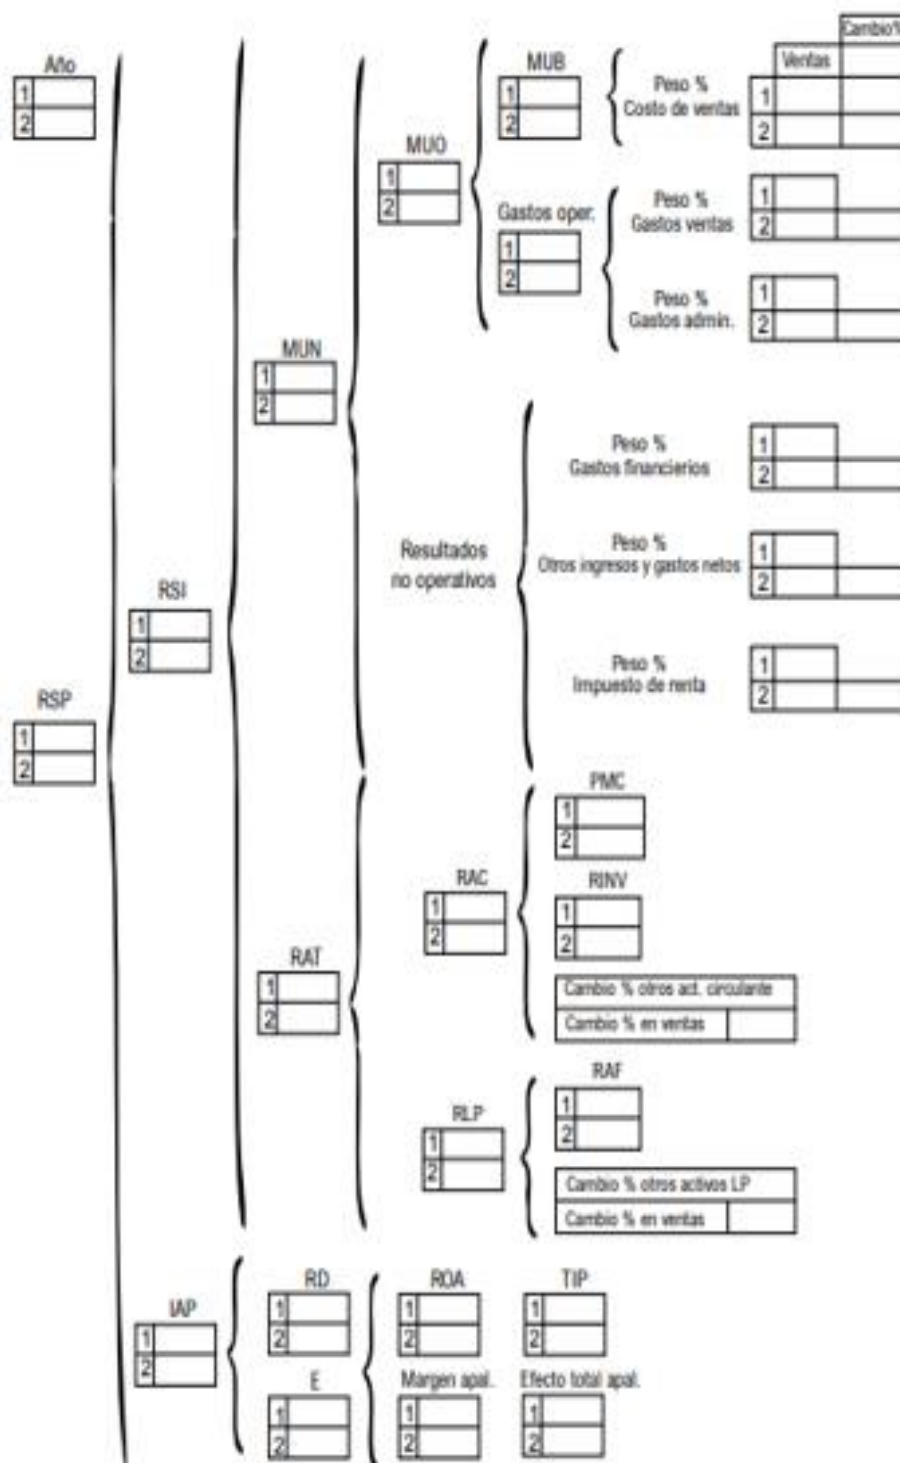 Año
1
2
RSP
1
2
RSI
1
2
MUN
1
2
MUO
1
2
MUB
1
2
Peso %
Costo de ventas
Cambio%
Ventas
1
2
Gastos oper.
1
2
Peso %
Gastos ventas
1
2
Peso %
Gastos admin.
1
2
Resultados
no operativos
Peso %
Gastos financierios
1
2
Peso %
Otros ingresos y gastos netos
1
2
Peso %
Impuesto de renta
1
2
RAT
1
2
RAC
1
2
PMC
1
2
RINV
1
2
Cambio % otros act. circulante
Cambio % en ventas
RLP
1
2
RAF
1
2
Cambio % otros activos LP
Cambio % en ventas
IAP
1
2
RD
1
2
E
1
2
ROA
1
2
TIP
1
2
Margen apal.
1
2
Efecto total apal.
1
2